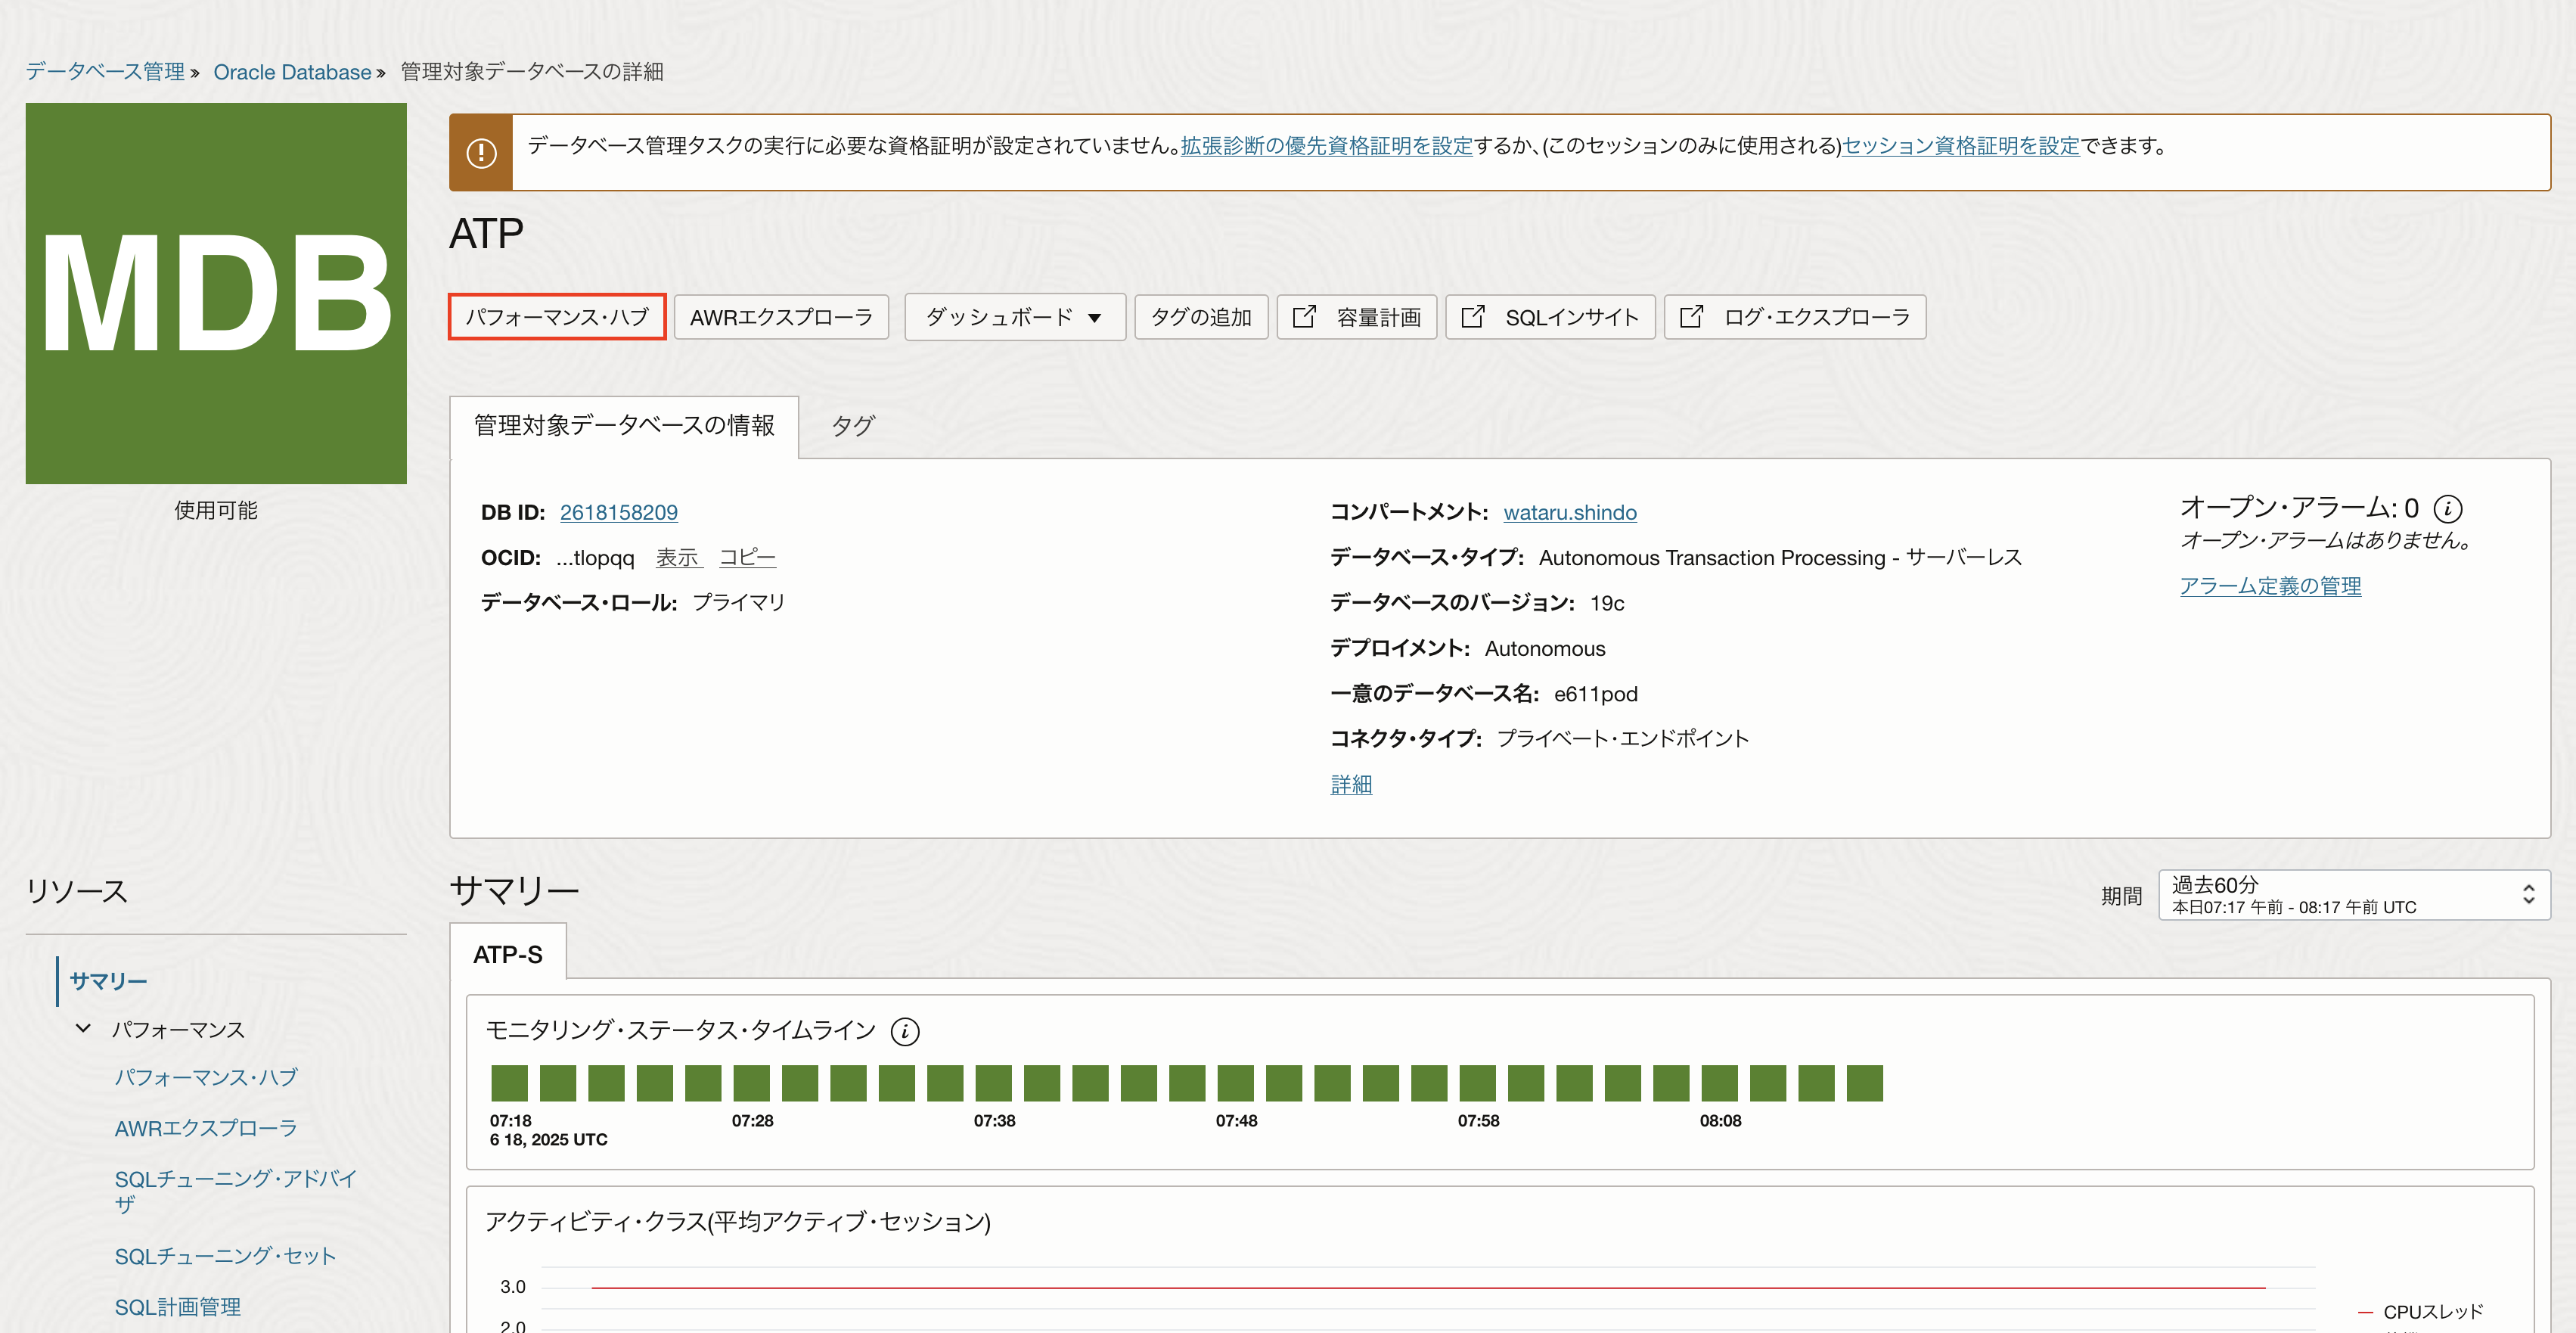 データベース管理 » Oracle Database » 管理対象データベースの詳細
MDB
使用可能
データベース管理タスクの実行に必要な資格証明が設定されていません。拡張診断の優先資格証明を設定するか、(このセッションのみに使用される)セッション資格証明を設定できます。
ATP
パフォーマンス・ハブ AWRエクスプローラ ダッシュボード タグの追加 容量計画 SQLインサイト ログ・エクスプローラ
管理対象データベースの情報 タグ
DB ID: 2618158209
OCID: ...tlopqq 表示 コピー
データベース・ロール: プライマリ
コンパートメント: wataru.shindo
データベース・タイプ: Autonomous Transaction Processing - サーバーレス
データベースのバージョン: 19c
デプロイメント: Autonomous
一意のデータベース名: e611pod
コネクタ・タイプ: プライベート・エンドポイント
詳細
オープン・アラーム: 0
オープン・アラームはありません。
アラーム定義の管理
リソース
サマリー
パフォーマンス
パフォーマンス・ハブ
AWRエクスプローラ
SQLチューニング・アドバイ
ザ
SQLチューニング・セット
SQL計画管理
サマリー
期間
過去60分
本日07:17 午前 - 08:17 午前 UTC
ATP-S
モニタリング・ステータス・タイムライン
07:18 07:28 07:38 07:48 07:58 08:08
6 18, 2025 UTC
アクティビティ・クラス(平均アクティブ・セッション)
3.0
2.0
CPUスレッド